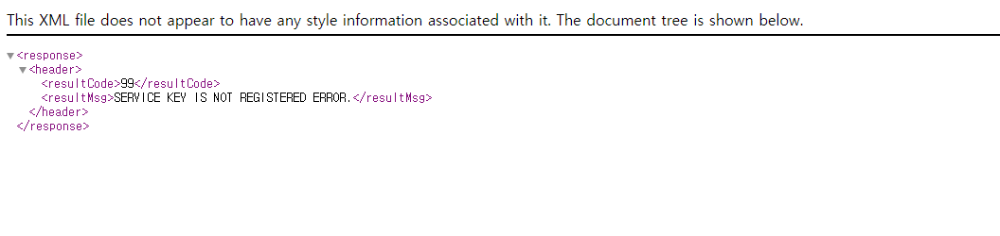 This XML file does not appear to have any style information associated with it. The document tree is shown below.
▼<response>
▼<header>
<resultCode>99</resultCode>
<resultMsg>SERVICE KEY IS NOT REGISTERED ERROR.</resultMsg>
</header>
</response>